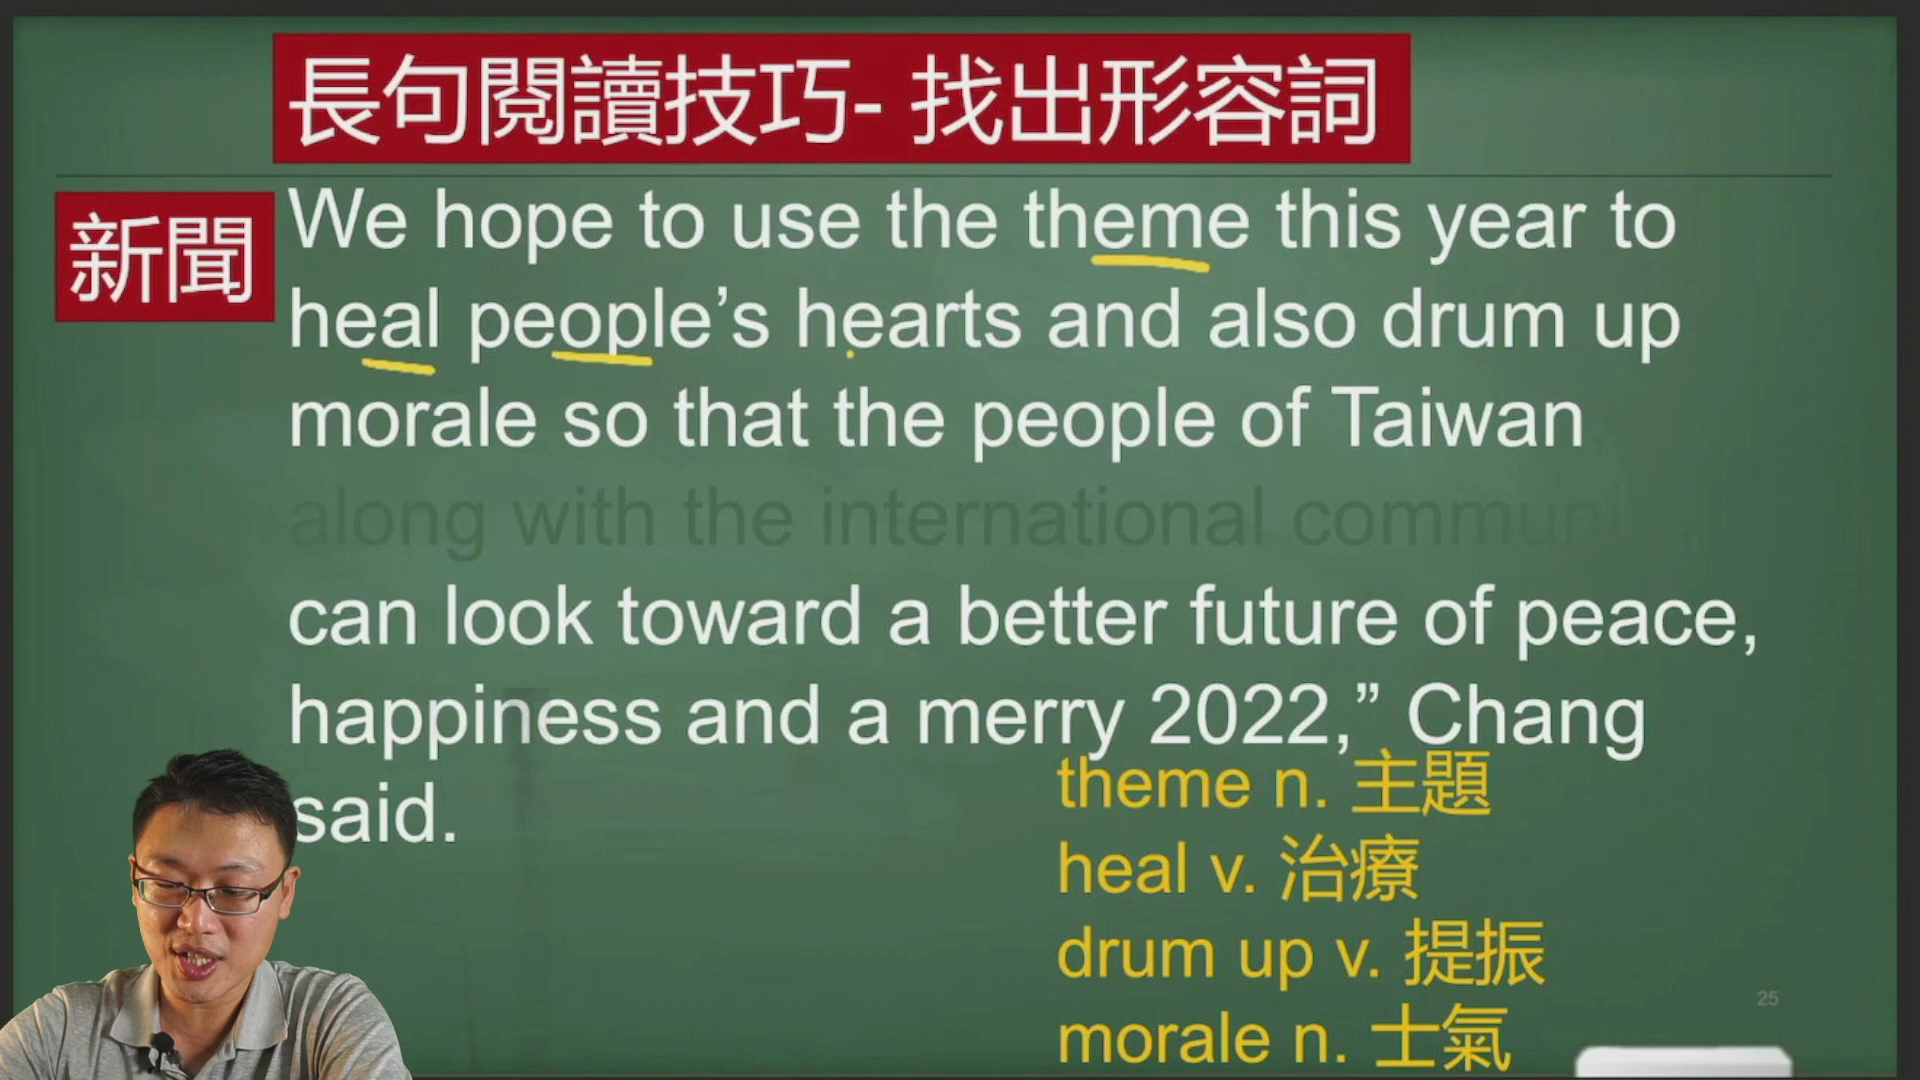 長句閱讀技巧- 找出形容詞
新聞
We hope to use the theme this year to
heal people’s hearts and also drum up
morale so that the people of Taiwan
along with the international
can look toward a better future of peace,
happiness and a merry 2022,” Chang
said.
theme n. 主題
heal v. 治療
drum up v. 提振
morale n. 士氣
25